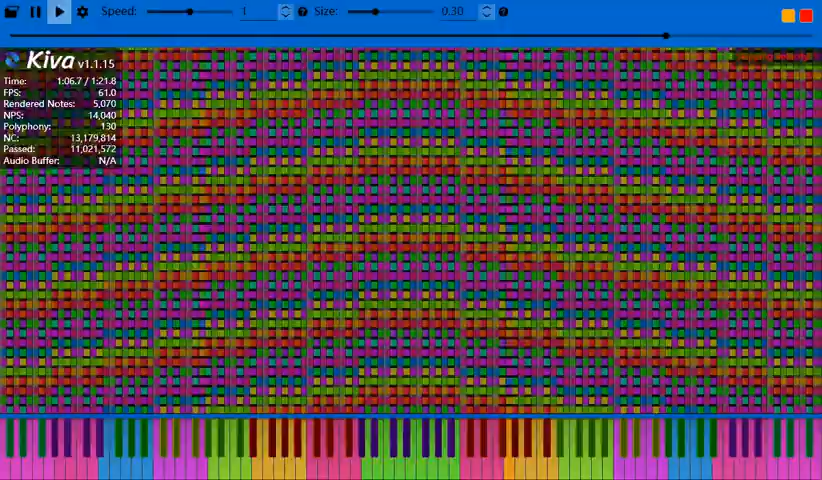 Speed: 1 Size: 0.30
Kiva v1.1.15
Time: 1:06.7 / 1:21.8
FPS: 61.0
Rendered Notes: 5,070
NPS: 14,040
Polyphony: 130
NC: 13,179,814
Passed: 11,021,572
Audio Buffer: N/A